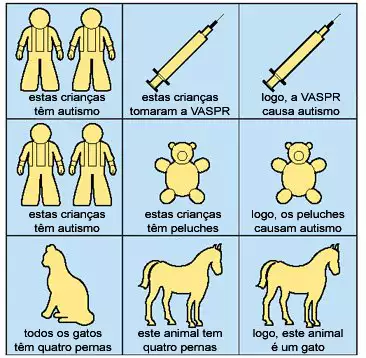 estas crianças
têm autismo
estas crianças
tomaram a VASPR
logo, a VASPR
causa autismo
estas crianças
têm autismo
estas crianças
têm peluches
logo, os peluches
causam autismo
todos os gatos
têm quatro pernas
este animal tem
quatro pernas
logo, este animal
é um gato